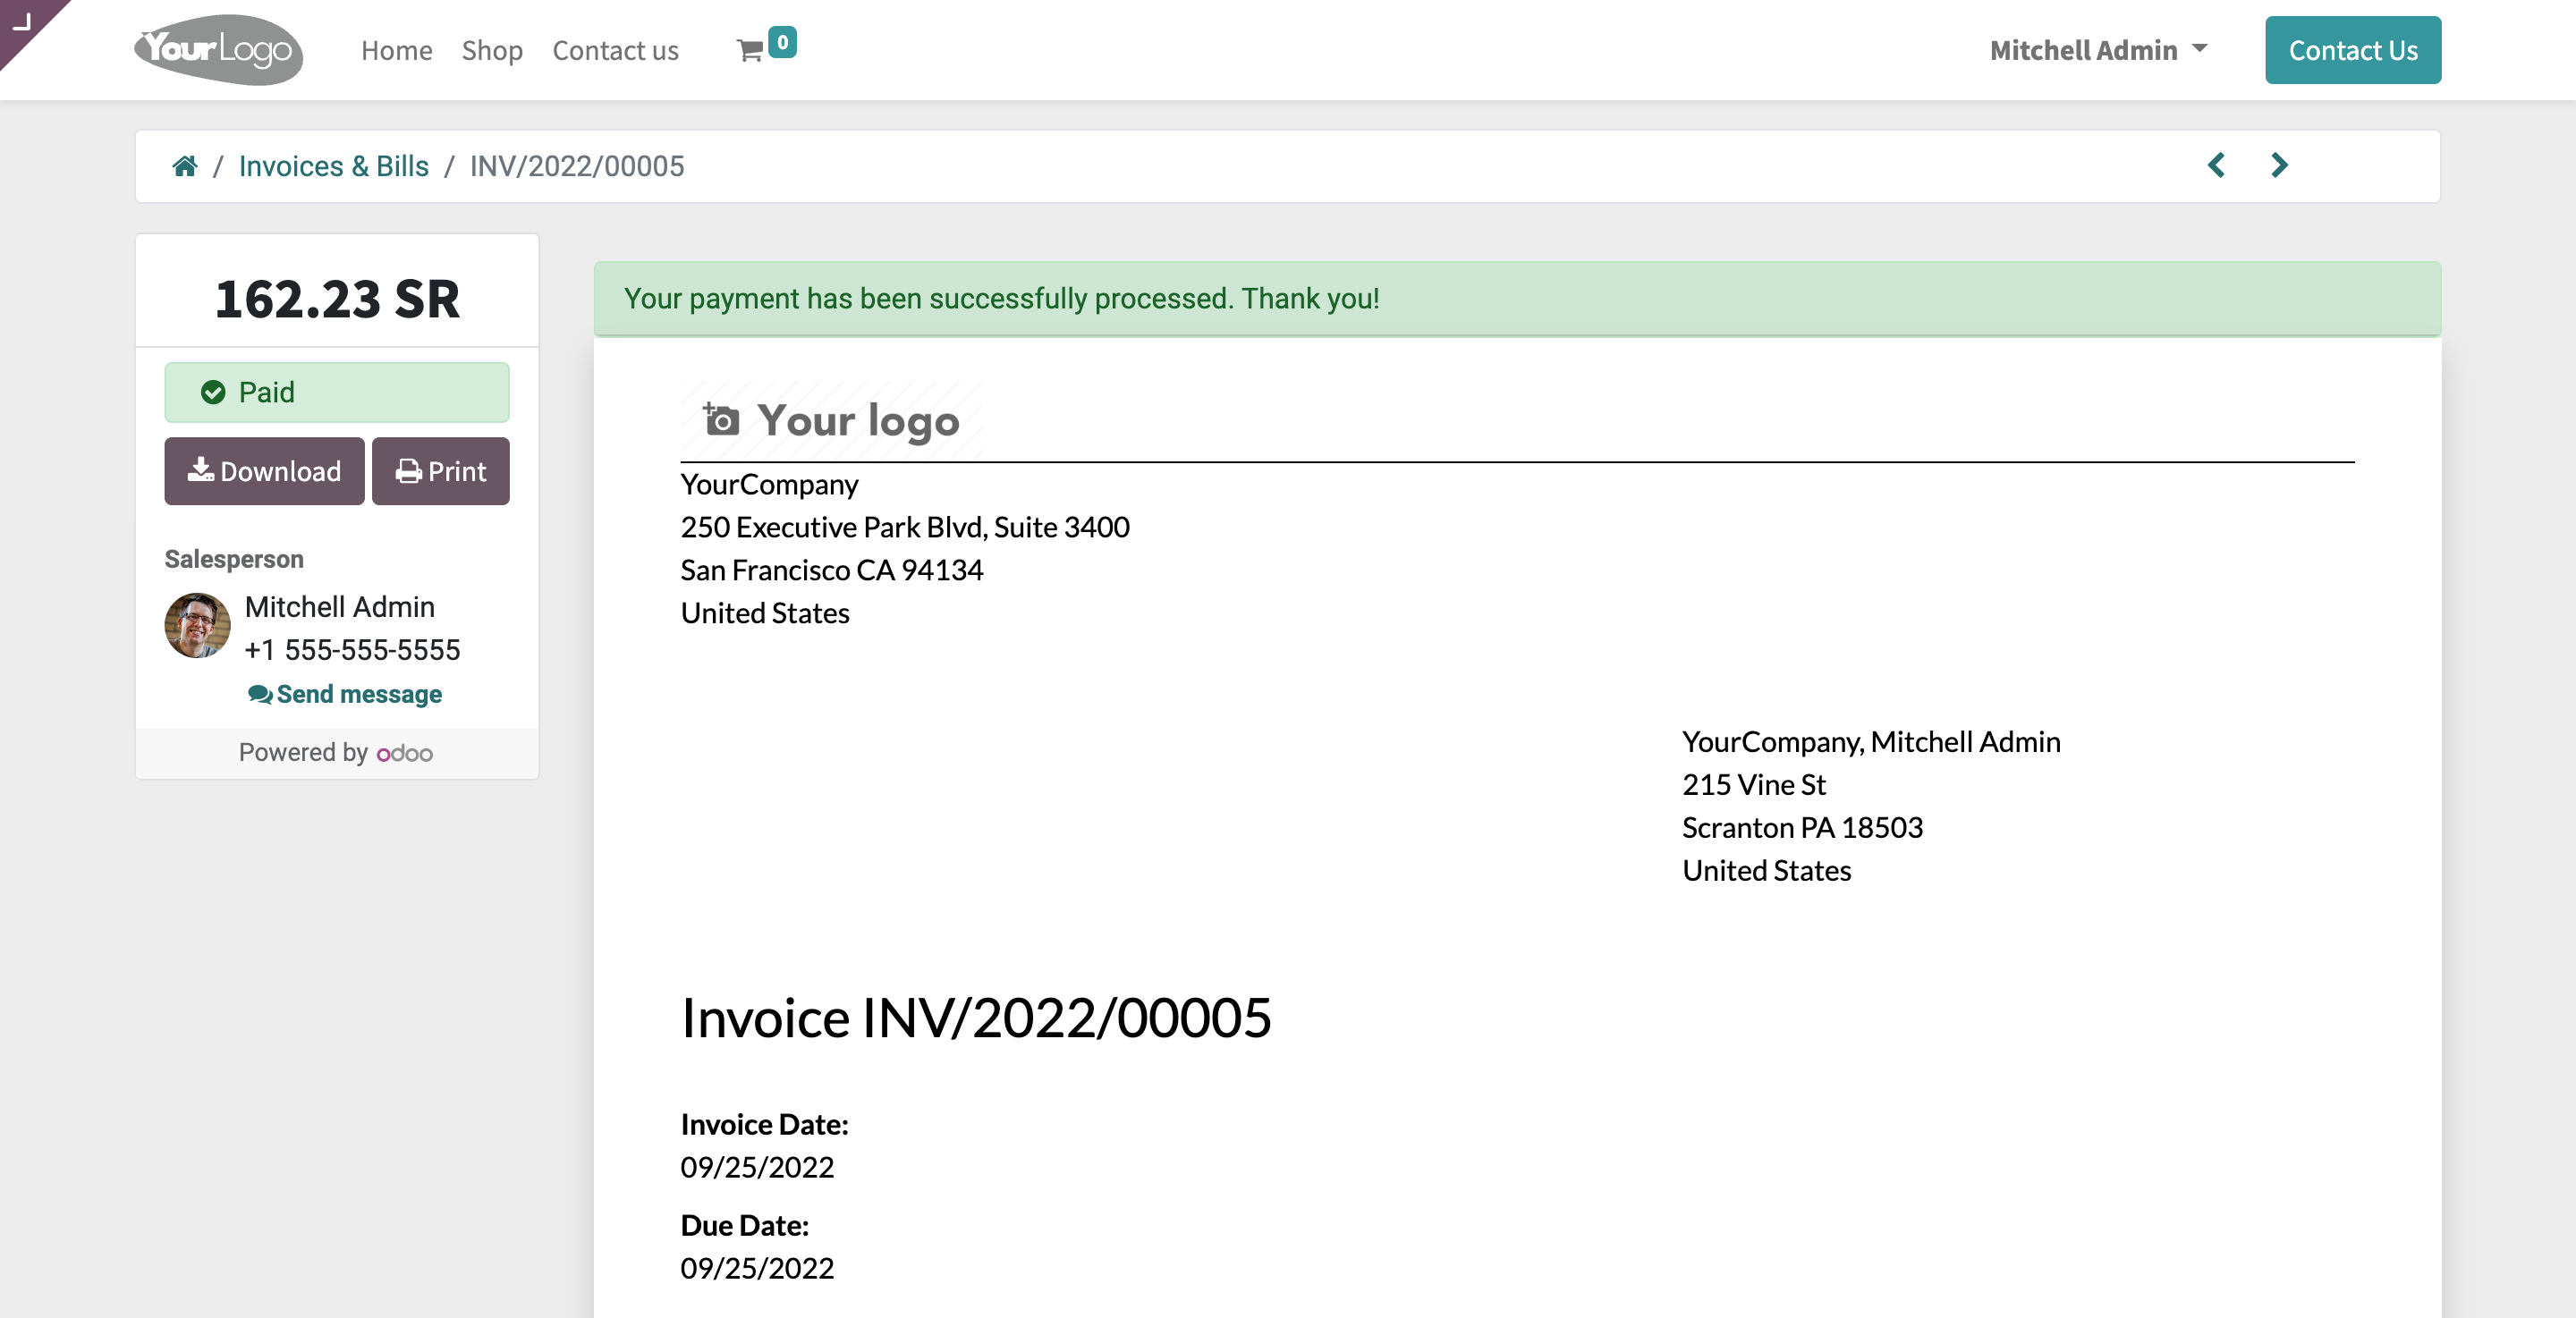 YourLogo
Home Shop Contact us 0 Mitchell Admin Contact Us
/ Invoices & Bills / INV/2022/00005
162.23 SR
Paid
Download Print
Salesperson
Mitchell Admin
+1 555-555-5555
Send message
Powered by odoo
Your payment has been successfully processed. Thank you!
Your logo
YourCompany
250 Executive Park Blvd, Suite 3400
San Francisco CA 94134
United States
YourCompany, Mitchell Admin
215 Vine St
Scranton PA 18503
United States
Invoice INV/2022/00005
Invoice Date:
09/25/2022
Due Date:
09/25/2022